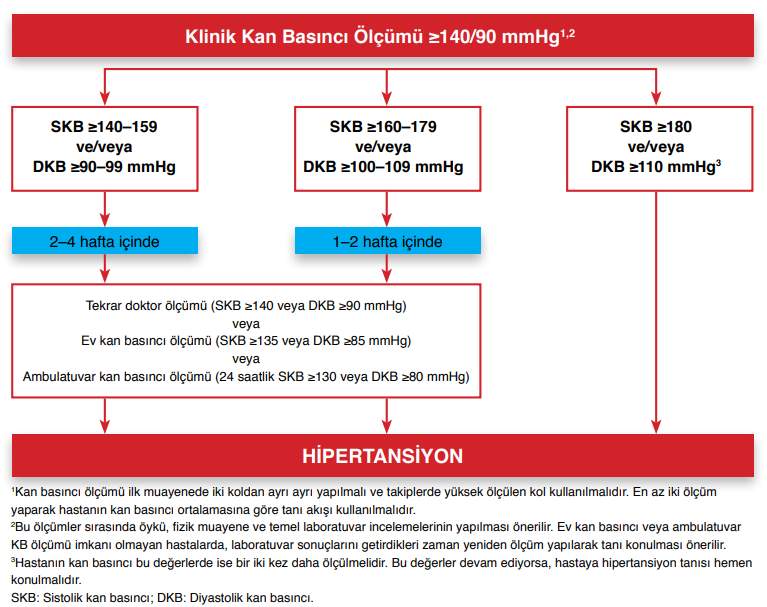 Klinik Kan Basıncı Ölçümü ≥140/90 mmHg¹,²
SKB ≥140–159
ve/veya
DKB ≥90–99 mmHg
SKB ≥160–179
ve/veya
DKB ≥100–109 mmHg
SKB ≥180
ve/veya
DKB ≥110 mmHg³
2–4 hafta içinde
1–2 hafta içinde
Tekrar doktor ölçümü (SKB ≥140 veya DKB ≥90 mmHg)
veya
Ev kan basıncı ölçümü (SKB ≥135 veya DKB ≥85 mmHg)
veya
Ambulatuvar kan basıncı ölçümü (24 saatlik SKB ≥130 veya DKB ≥80 mmHg)
HİPERTANSİYON
¹Kan basıncı ölçümü ilk muayenede iki koldan ayrı ayrı yapılmalı ve takiplerde yüksek ölçülen kol kullanılmalıdır. En az iki ölçüm
yaparak hastanın kan basıncı ortalamasına göre tanı akışı kullanılmalıdır.
²Bu ölçümler sırasında öykü, fizik muayene ve temel laboratuvar incelemelerinin yapılması önerilir. Ev kan basıncı veya ambulatuvar
KB ölçümü imkanı olmayan hastalarda, laboratuvar sonuçlarını getirdikleri zaman yeniden ölçüm yapılarak tanı konulması önerilir.
³Hastanın kan basıncı bu değerlerde ise bir iki kez daha ölçülmelidir. Bu değerler devam ediyorsa, hastaya hipertansiyon tanısı hemen
konulmalıdır.
SKB: Sistolik kan basıncı; DKB: Diyastolik kan basıncı.